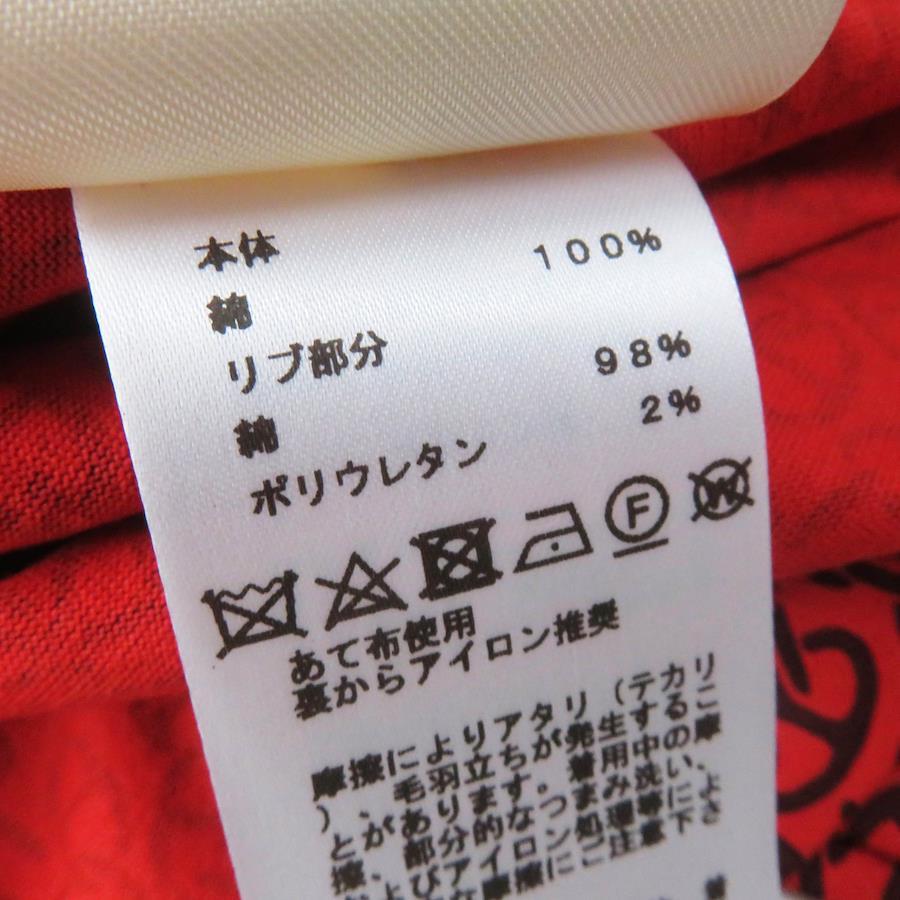 本体
綿 100%
リブ部分
綿 98%
ポリウレタン 2%
F W
あて布使用
裏からアイロン推奨
摩擦によりアタリ(テカリ
)、毛羽立ちが発生するこ
とがあります。着用中の摩
擦、部分的なつまみ洗い、
およびアイロン処理等によ
な摩擦にご注意下さ